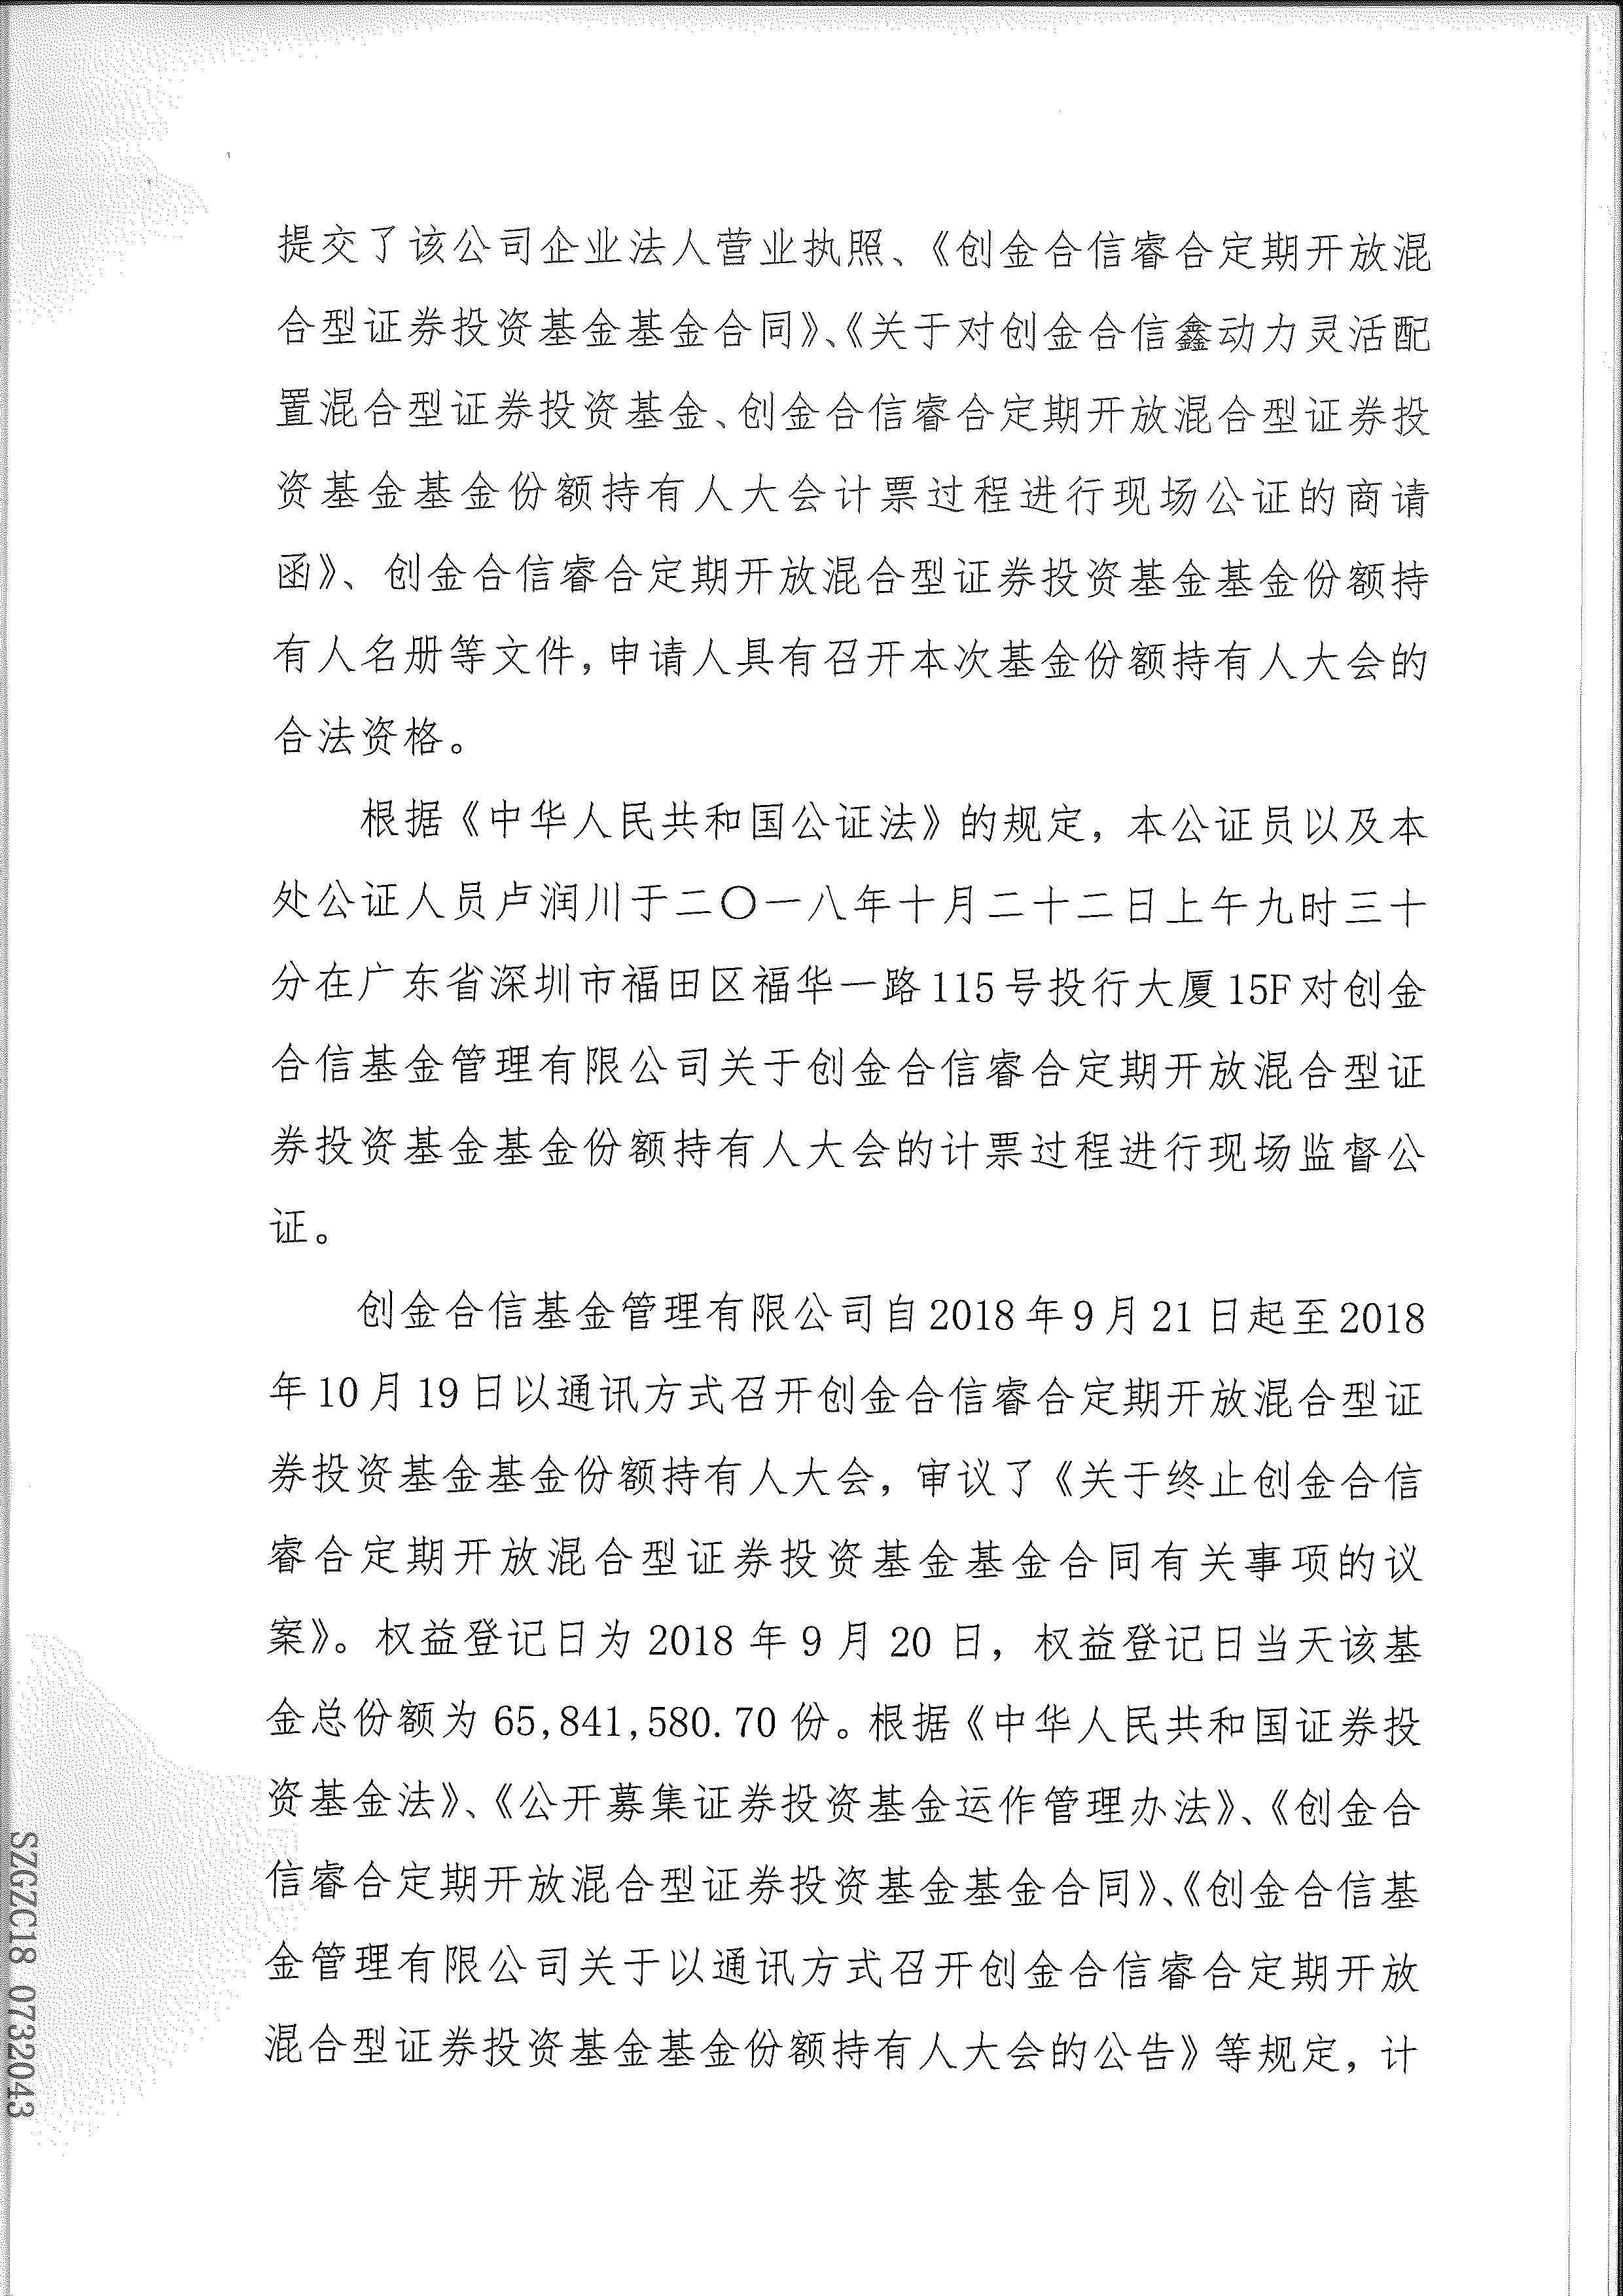 提交了该公司企业法人营业执照、《创金合信睿合定期开放混
合型证券投资基金基金合同》、《关于对创金合信鑫动力灵活配
置混合型证券投资基金、创金合信睿合定期开放混合型证券投
资基金基金份额持有人大会计票过程进行现场公证的商请
函》、创金合信睿合定期开放混合型证券投资基金基金份额持
有人名册等文件,申请人具有召开本次基金份额持有人大会的
合法资格。
根据《中华人民共和国公证法》的规定,本公证员以及本
处公证人员卢润川于二〇一八年十月二十二日上午九时三十
分在广东省深圳市福田区福华一路115号投行大厦15F对创金
合信基金管理有限公司关于创金合信睿合定期开放混合型证
券投资基金基金份额持有人大会的计票过程进行现场监督公
证。
创金合信基金管理有限公司自2018年9月21日起至2018
年10月19日以通讯方式召开创金合信睿合定期开放混合型证
券投资基金基金份额持有人大会,审议了《关于终止创金合信
睿合定期开放混合型证券投资基金基金合同有关事项的议
案》。权益登记日为2018年9月20日,权益登记日当天该基
金总份额为65,841,580.70份。根据《中华人民共和国证券投
资基金法》、《公开募集证券投资基金运作管理办法》、《创金合
信睿合定期开放混合型证券投资基金基金合同》、《创金合信基
金管理有限公司关于以通讯方式召开创金合信睿合定期开放
混合型证券投资基金基金份额持有人大会的公告》等规定,计
SZGZC18 0732043